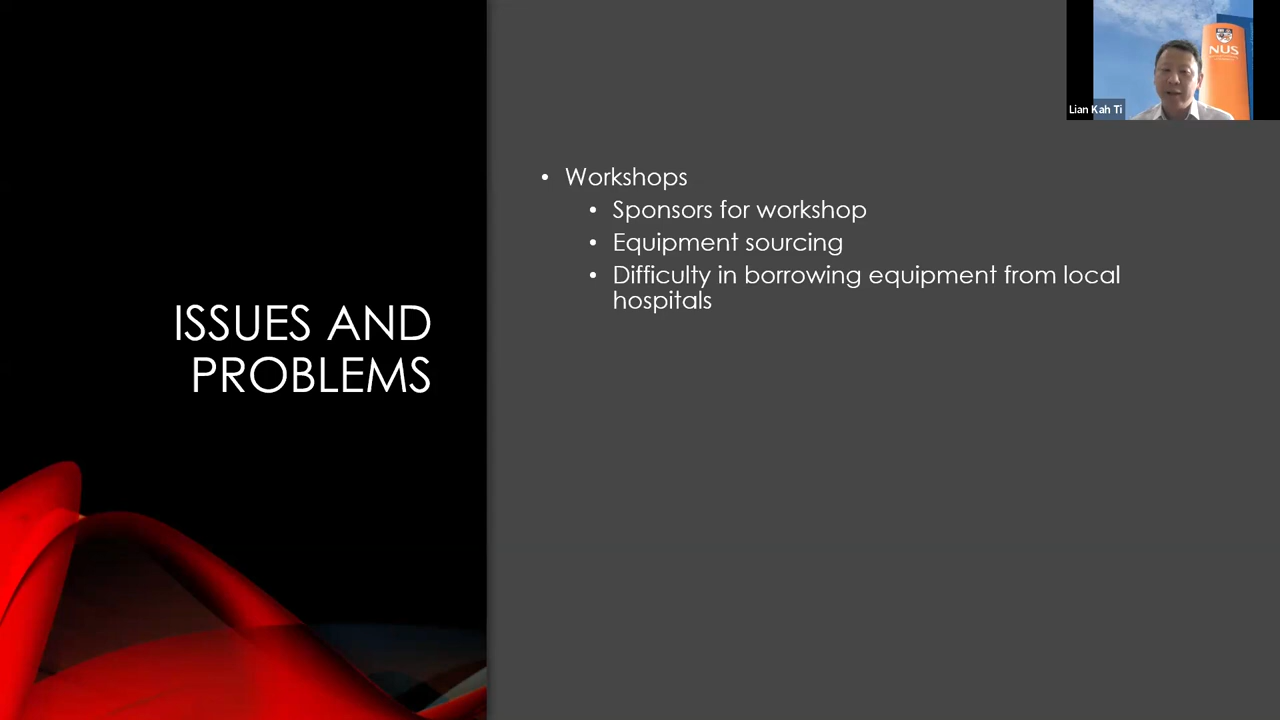 NUS
Lian Kah Ti
• Workshops
• Sponsors for workshop
• Equipment sourcing
• Difficulty in borrowing equipment from local
hospitals
ISSUES AND
PROBLEMS